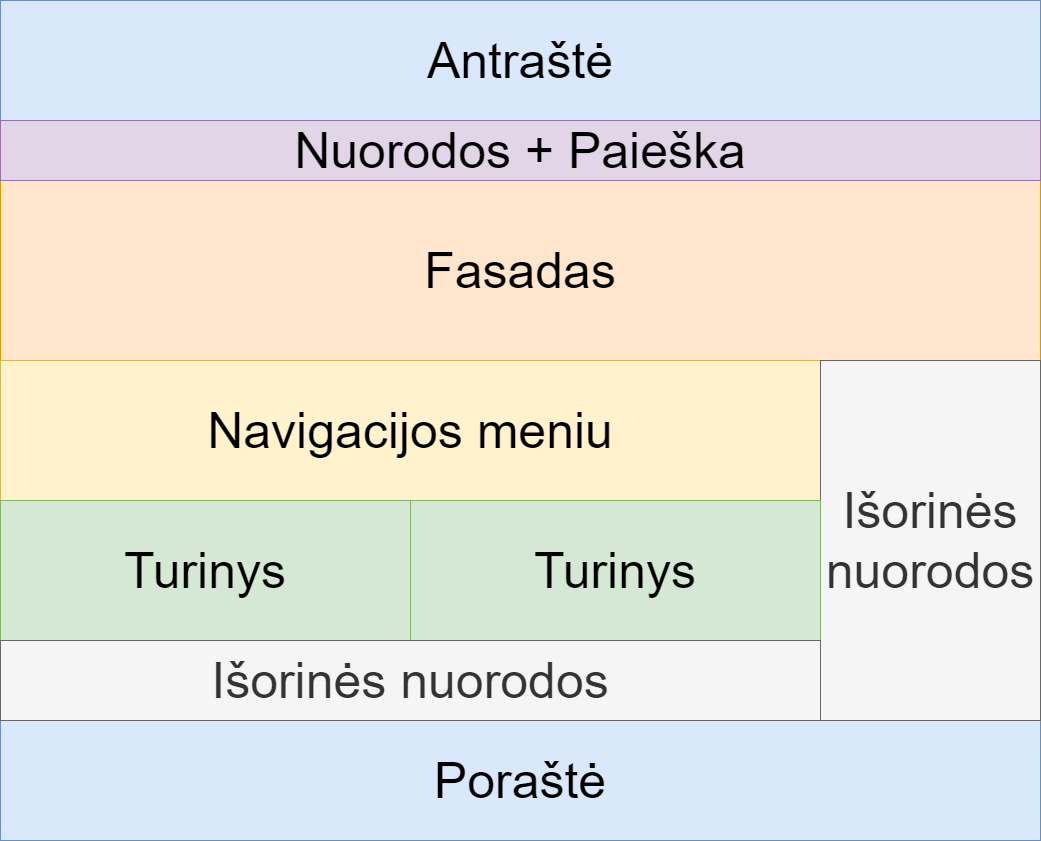 Antraštė
Nuorodos + Paieška
Fasadas
Navigacijos meniu
Turinys
Turinys
Išorinės
nuorodos
Išorinės nuorodos
Poraštė